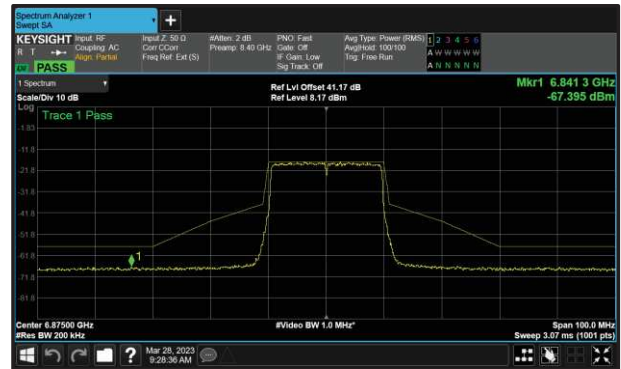 Spectrum Analyzer 1
Swept SA
+
KEYSIGHT Input: RF Input Z: 50 Ω #Atten: 2 dB PNO: Fast Avg Type: Power (RMS) 1 2 3 4 5 6
R T Coupling: AC Corr CCorr Preamp: 8.40 GHz Gate: Off Avg|Hold: 100/100 A W W W W W
Align: Partial Freq Ref: Ext (S) IF Gain: Low Trig: Free Run A N N N N N
PASS Sig Track: Off
1 Spectrum Ref Lvl Offset 41.17 dB Mkr1 6.841 3 GHz
Scale/Div 10 dB Ref Level 8.17 dBm -67.395 dBm
Log
Trace 1 Pass
-1.83
-11.8
-21.8
-31.8
-41.8
-51.8
-61.8
1
-71.8
-81.8
Center 6.87500 GHz #Video BW 1.0 MHz* Span 100.0 MHz
#Res BW 200 kHz Sweep 3.07 ms (1001 pts)
? Mar 28, 2023
9:28:36 AM